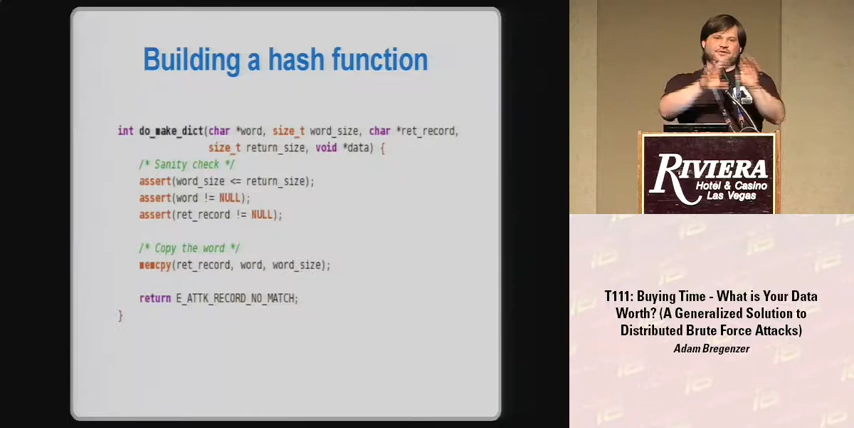 Building a hash function
int do_make_dict(char *word, size_t word_size, char *ret_record,
size_t return_size, void *data) {
/* Sanity check */
assert(word_size <= return_size);
assert(word != NULL);
assert(ret_record != NULL);
/* Copy the word */
memcpy(ret_record, word, word_size);
return E_ATTK_RECORD_NO_MATCH;
}
RIVIERA
Hotel & Casino
Las Vegas
T111: Buying Time - What is Your Data
Worth? (A Generalized Solution to
Distributed Brute Force Attacks)
Adam Bregenzer